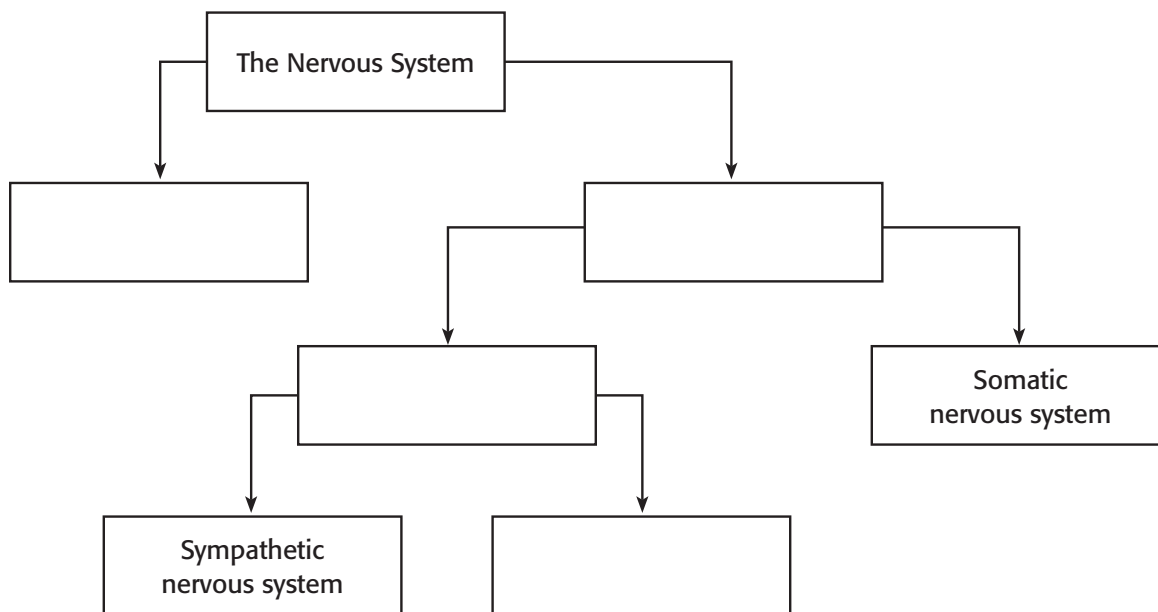 The Nervous System
Somatic
nervous system
Sympathetic
nervous system